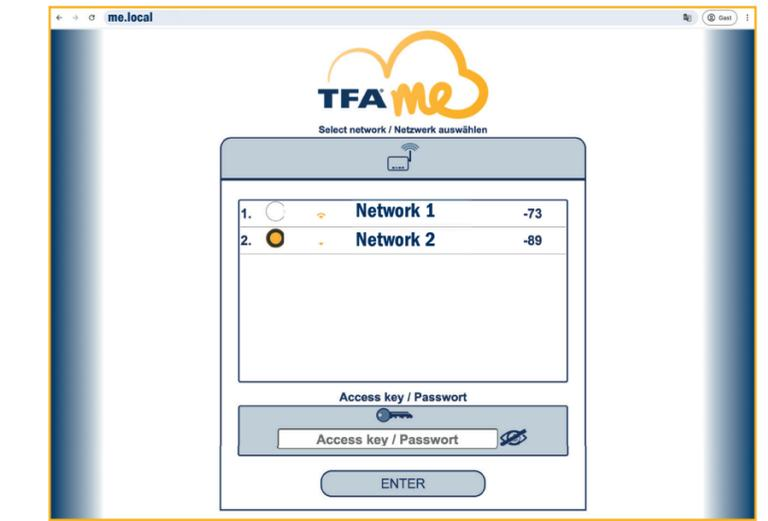 me.local
Gast
TFA me
Select network / Netzwerk auswählen
1. Network 1 -73
2. Network 2 -89
Access key / Passwort
Access key / Passwort
ENTER